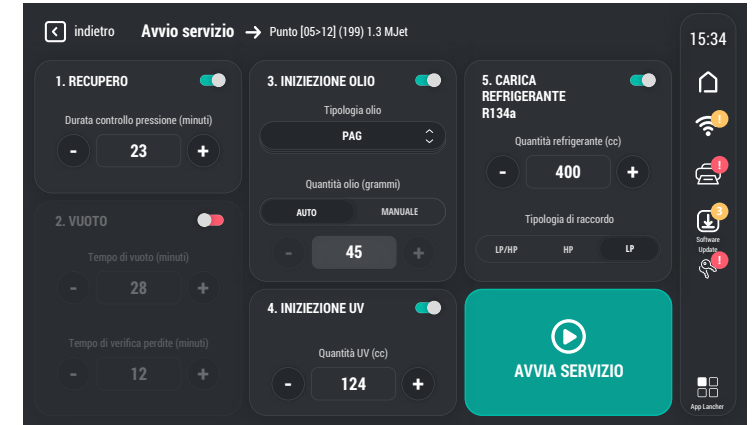 indietro
Avvio servizio
Punto [05>12] (199) 1.3 MJet
15:34
1. RECUPERO
Durata controllo pressione (minuti)
-
23
+
2. VUOTO
Tempo di vuoto (minuti)
-
28
+
Tempo di verifica perdite (minuti)
-
12
+
3. INIZIEZIONE OLIO
Tipologia olio
PAG
Quantità olio (grammi)
AUTO
MANUALE
-
45
+
4. INIZIEZIONE UV
Quantità UV (cc)
-
124
+
5. CARICA
REFRIGERANTE
R134a
Quantità refrigerante (cc)
-
400
+
Tipologia di raccordo
LP/HP
HP
LP
AVVIA SERVIZIO
!
!
3
Software
Update
!
App Lancher